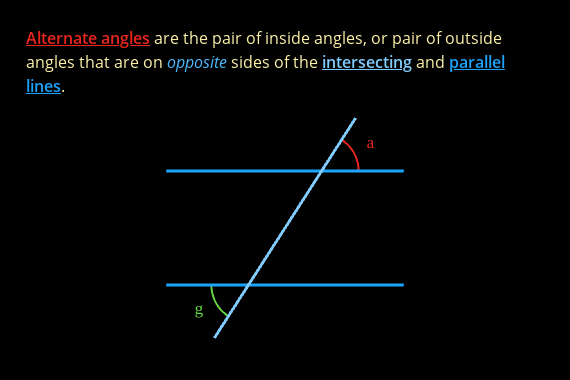 Alternate angles are the pair of inside angles, or pair of outside
angles that are on opposite sides of the intersecting and parallel
lines.
a
g